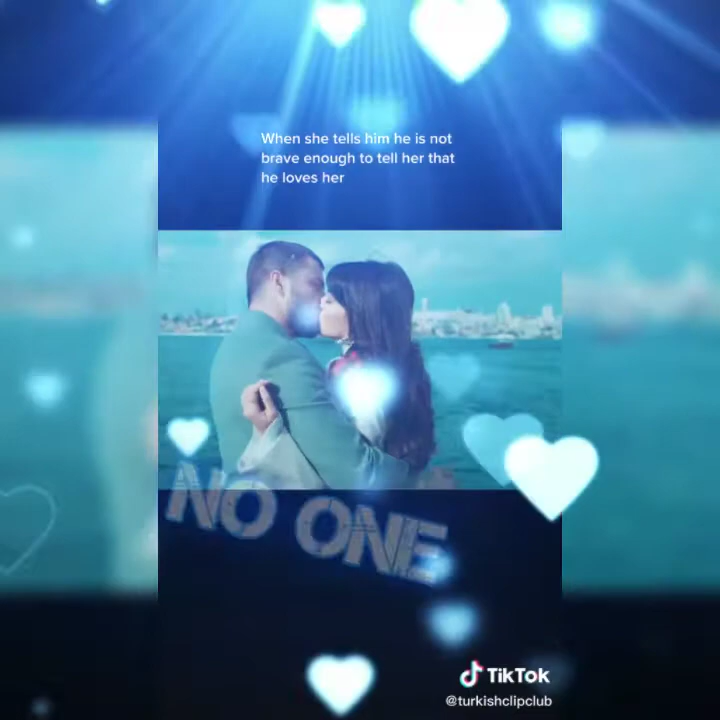 When she tells him he is not
brave enough to tell her that
he loves her
NO ONE
TikTok
@turkishclipclub